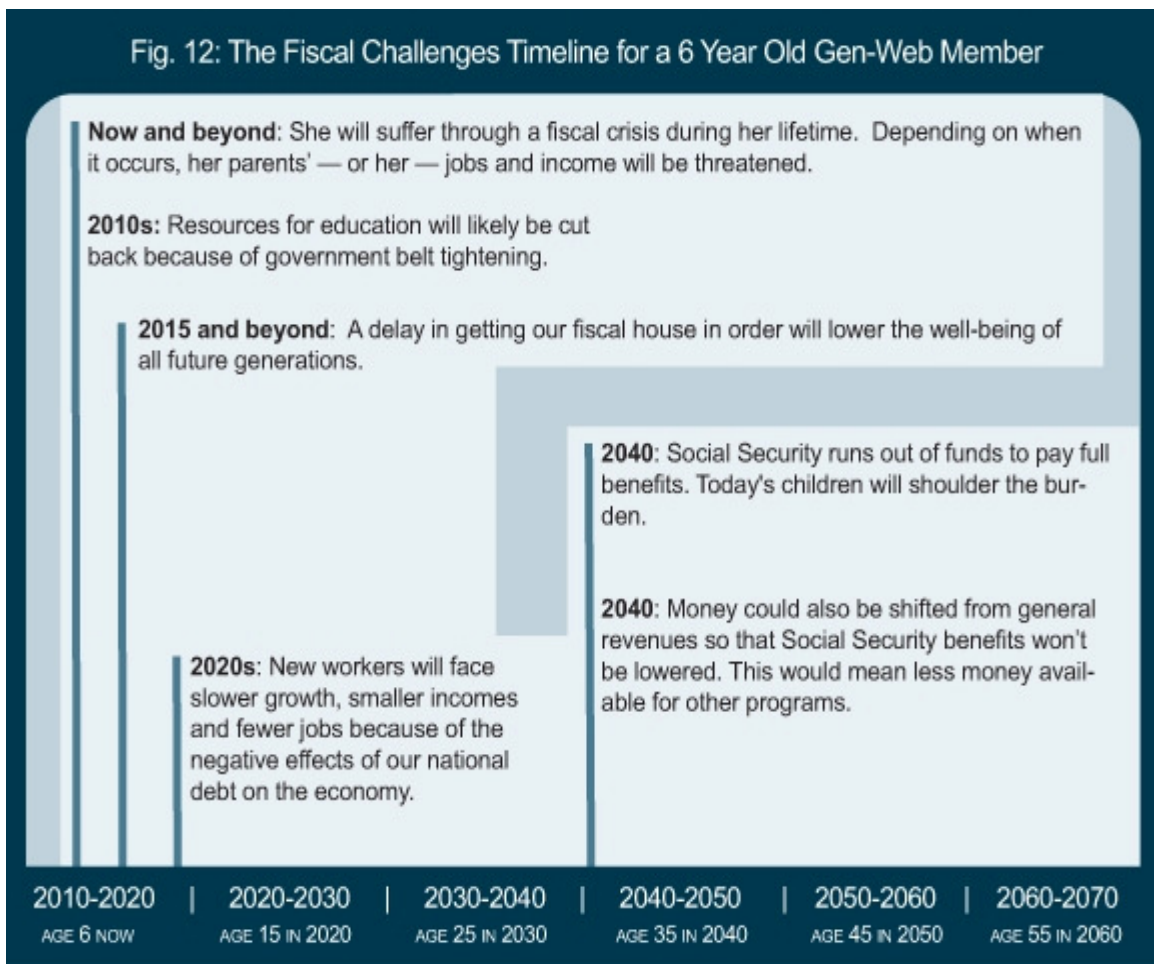 Fig. 12: The Fiscal Challenges Timeline for a 6 Year Old Gen-Web Member
Now and beyond: She will suffer through a fiscal crisis during her lifetime. Depending on when
it occurs, her parents' — or her — jobs and income will be threatened.
2010s: Resources for education will likely be cut
back because of government belt tightening.
2015 and beyond: A delay in getting our fiscal house in order will lower the well-being of
all future generations.
2040: Social Security runs out of funds to pay full
benefits. Today's children will shoulder the bur-
den.
2040: Money could also be shifted from general
revenues so that Social Security benefits won't
be lowered. This would mean less money avail-
able for other programs.
2020s: New workers will face
slower growth, smaller incomes
and fewer jobs because of the
negative effects of our national
debt on the economy.
2010-2020 | 2020-2030 | 2030-2040 | 2040-2050 | 2050-2060 | 2060-2070
AGE 6 NOW AGE 15 IN 2020 AGE 25 IN 2030 AGE 35 IN 2040 AGE 45 IN 2050 AGE 55 IN 2060